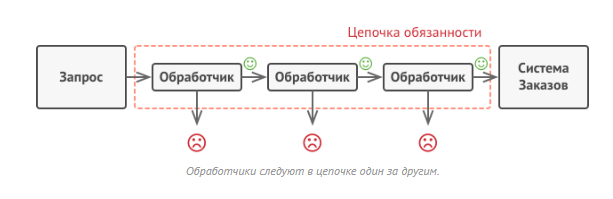 Цепочка обязанности
Запрос
Обработчик
Обработчик
Обработчик
Система
Заказов
Обработчики следуют в цепочке один за другим.